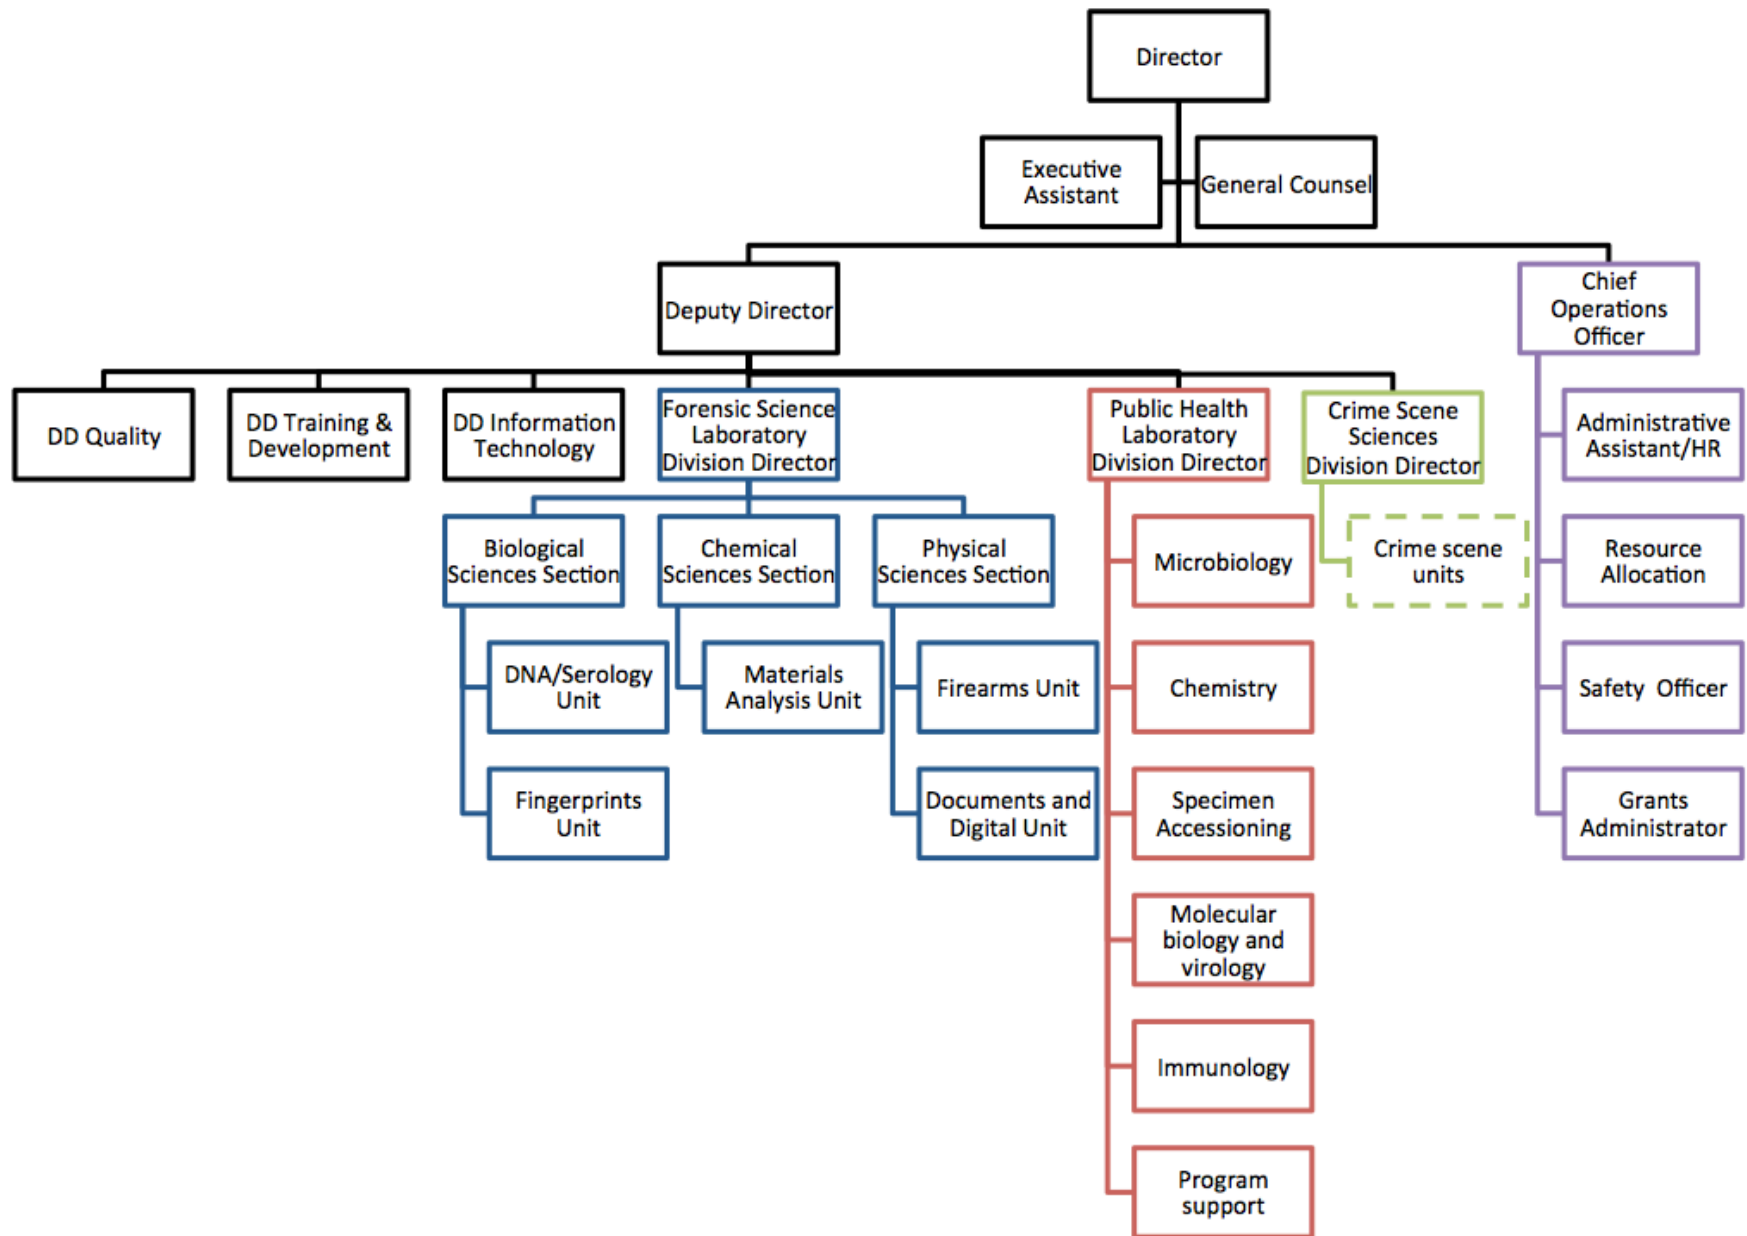 Director
Executive
Assistant
General Counsel
Deputy Director
Chief
Operations
Officer
DD Quality
DD Training &
Development
DD Information
Technology
Forensic Science
Laboratory
Division Director
Public Health
Laboratory
Division Director
Crime Scene
Sciences
Division Director
Administrative
Assistant/HR
Biological
Sciences Section
Chemical
Sciences Section
Physical
Sciences Section
Microbiology
Crime scene
units
Resource
Allocation
DNA/Serology
Unit
Materials
Analysis Unit
Firearms Unit
Chemistry
Safety  Officer
Fingerprints
Unit
Documents and
Digital Unit
Specimen
Accessioning
Grants
Administrator
Molecular
biology and
virology
Immunology
Program
support